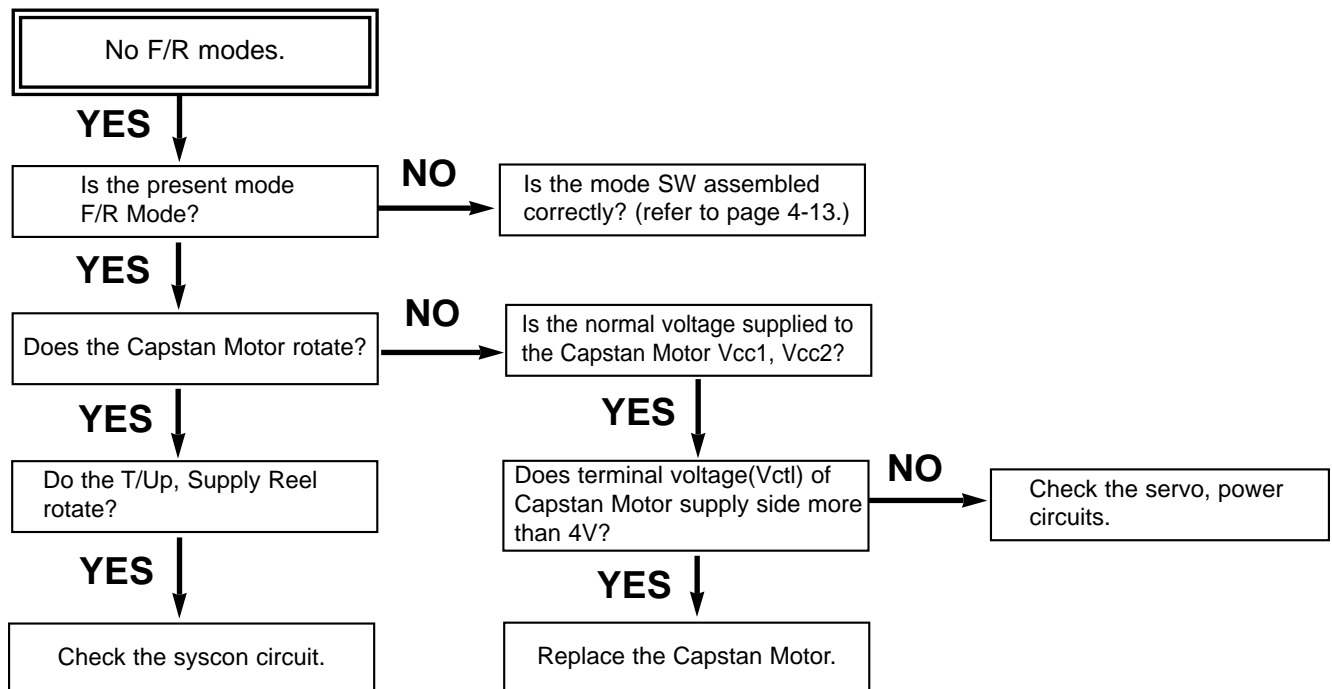 No F/R modes.
YES
Is the present mode
F/R Mode?
NO
Is the mode SW assembled
correctly? (refer to page 4-13.)
YES
Does the Capstan Motor rotate?
NO
Is the normal voltage supplied to
the Capstan Motor Vcc1, Vcc2?
YES
YES
Do the T/Up, Supply Reel
rotate?
Does terminal voltage(Vctl) of
Capstan Motor supply side more
than 4V?
NO
Check the servo, power
circuits.
YES
YES
Check the syscon circuit.
Replace the Capstan Motor.